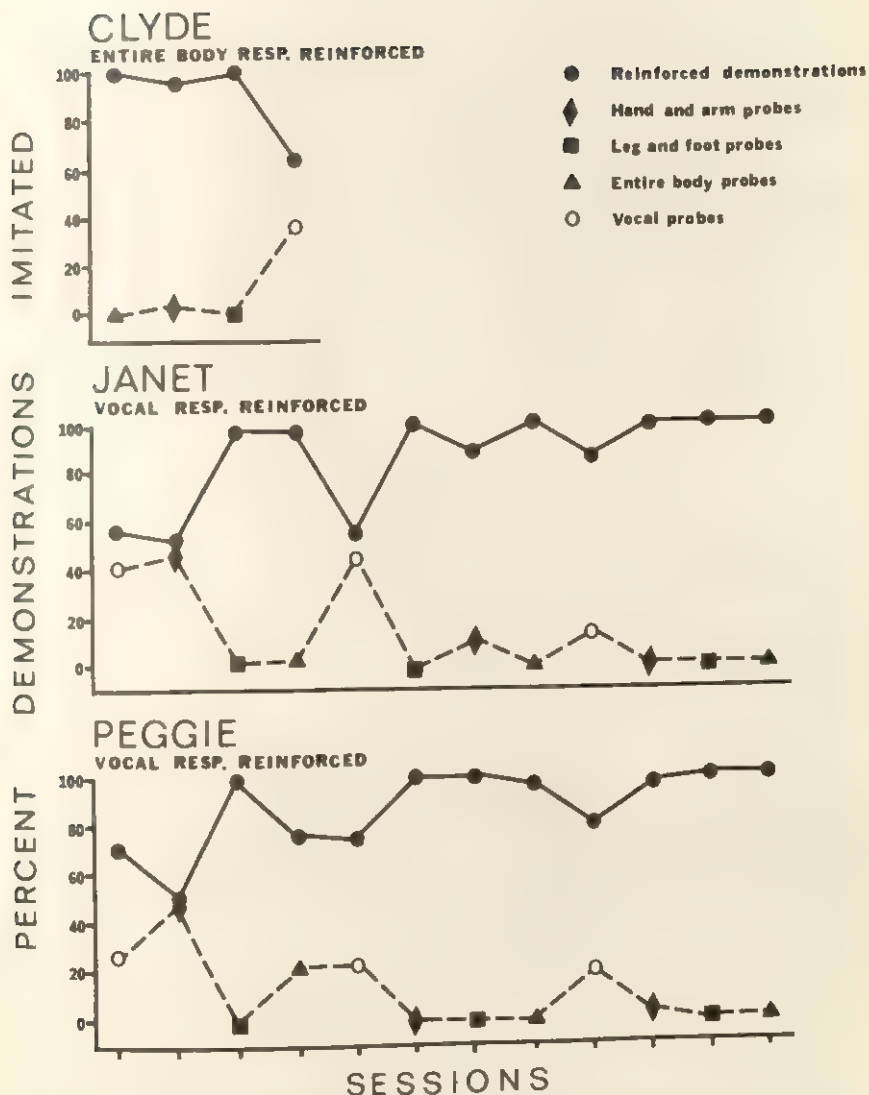 CLYDE
ENTIRE BODY RESP. REINFORCED
100
80
60
40
20
0
Reinforced demonstrations
Hand and arm probes
Leg and foot probes
Entire body probes
Vocal probes
JANET
VOCAL RESP. REINFORCED
100
80
60
40
20
0
PEGGIE
VOCAL RESP. REINFORCED
100
80
60
40
20
0
PERCENT DEMONSTRATIONS IMITATED
SESSIONS